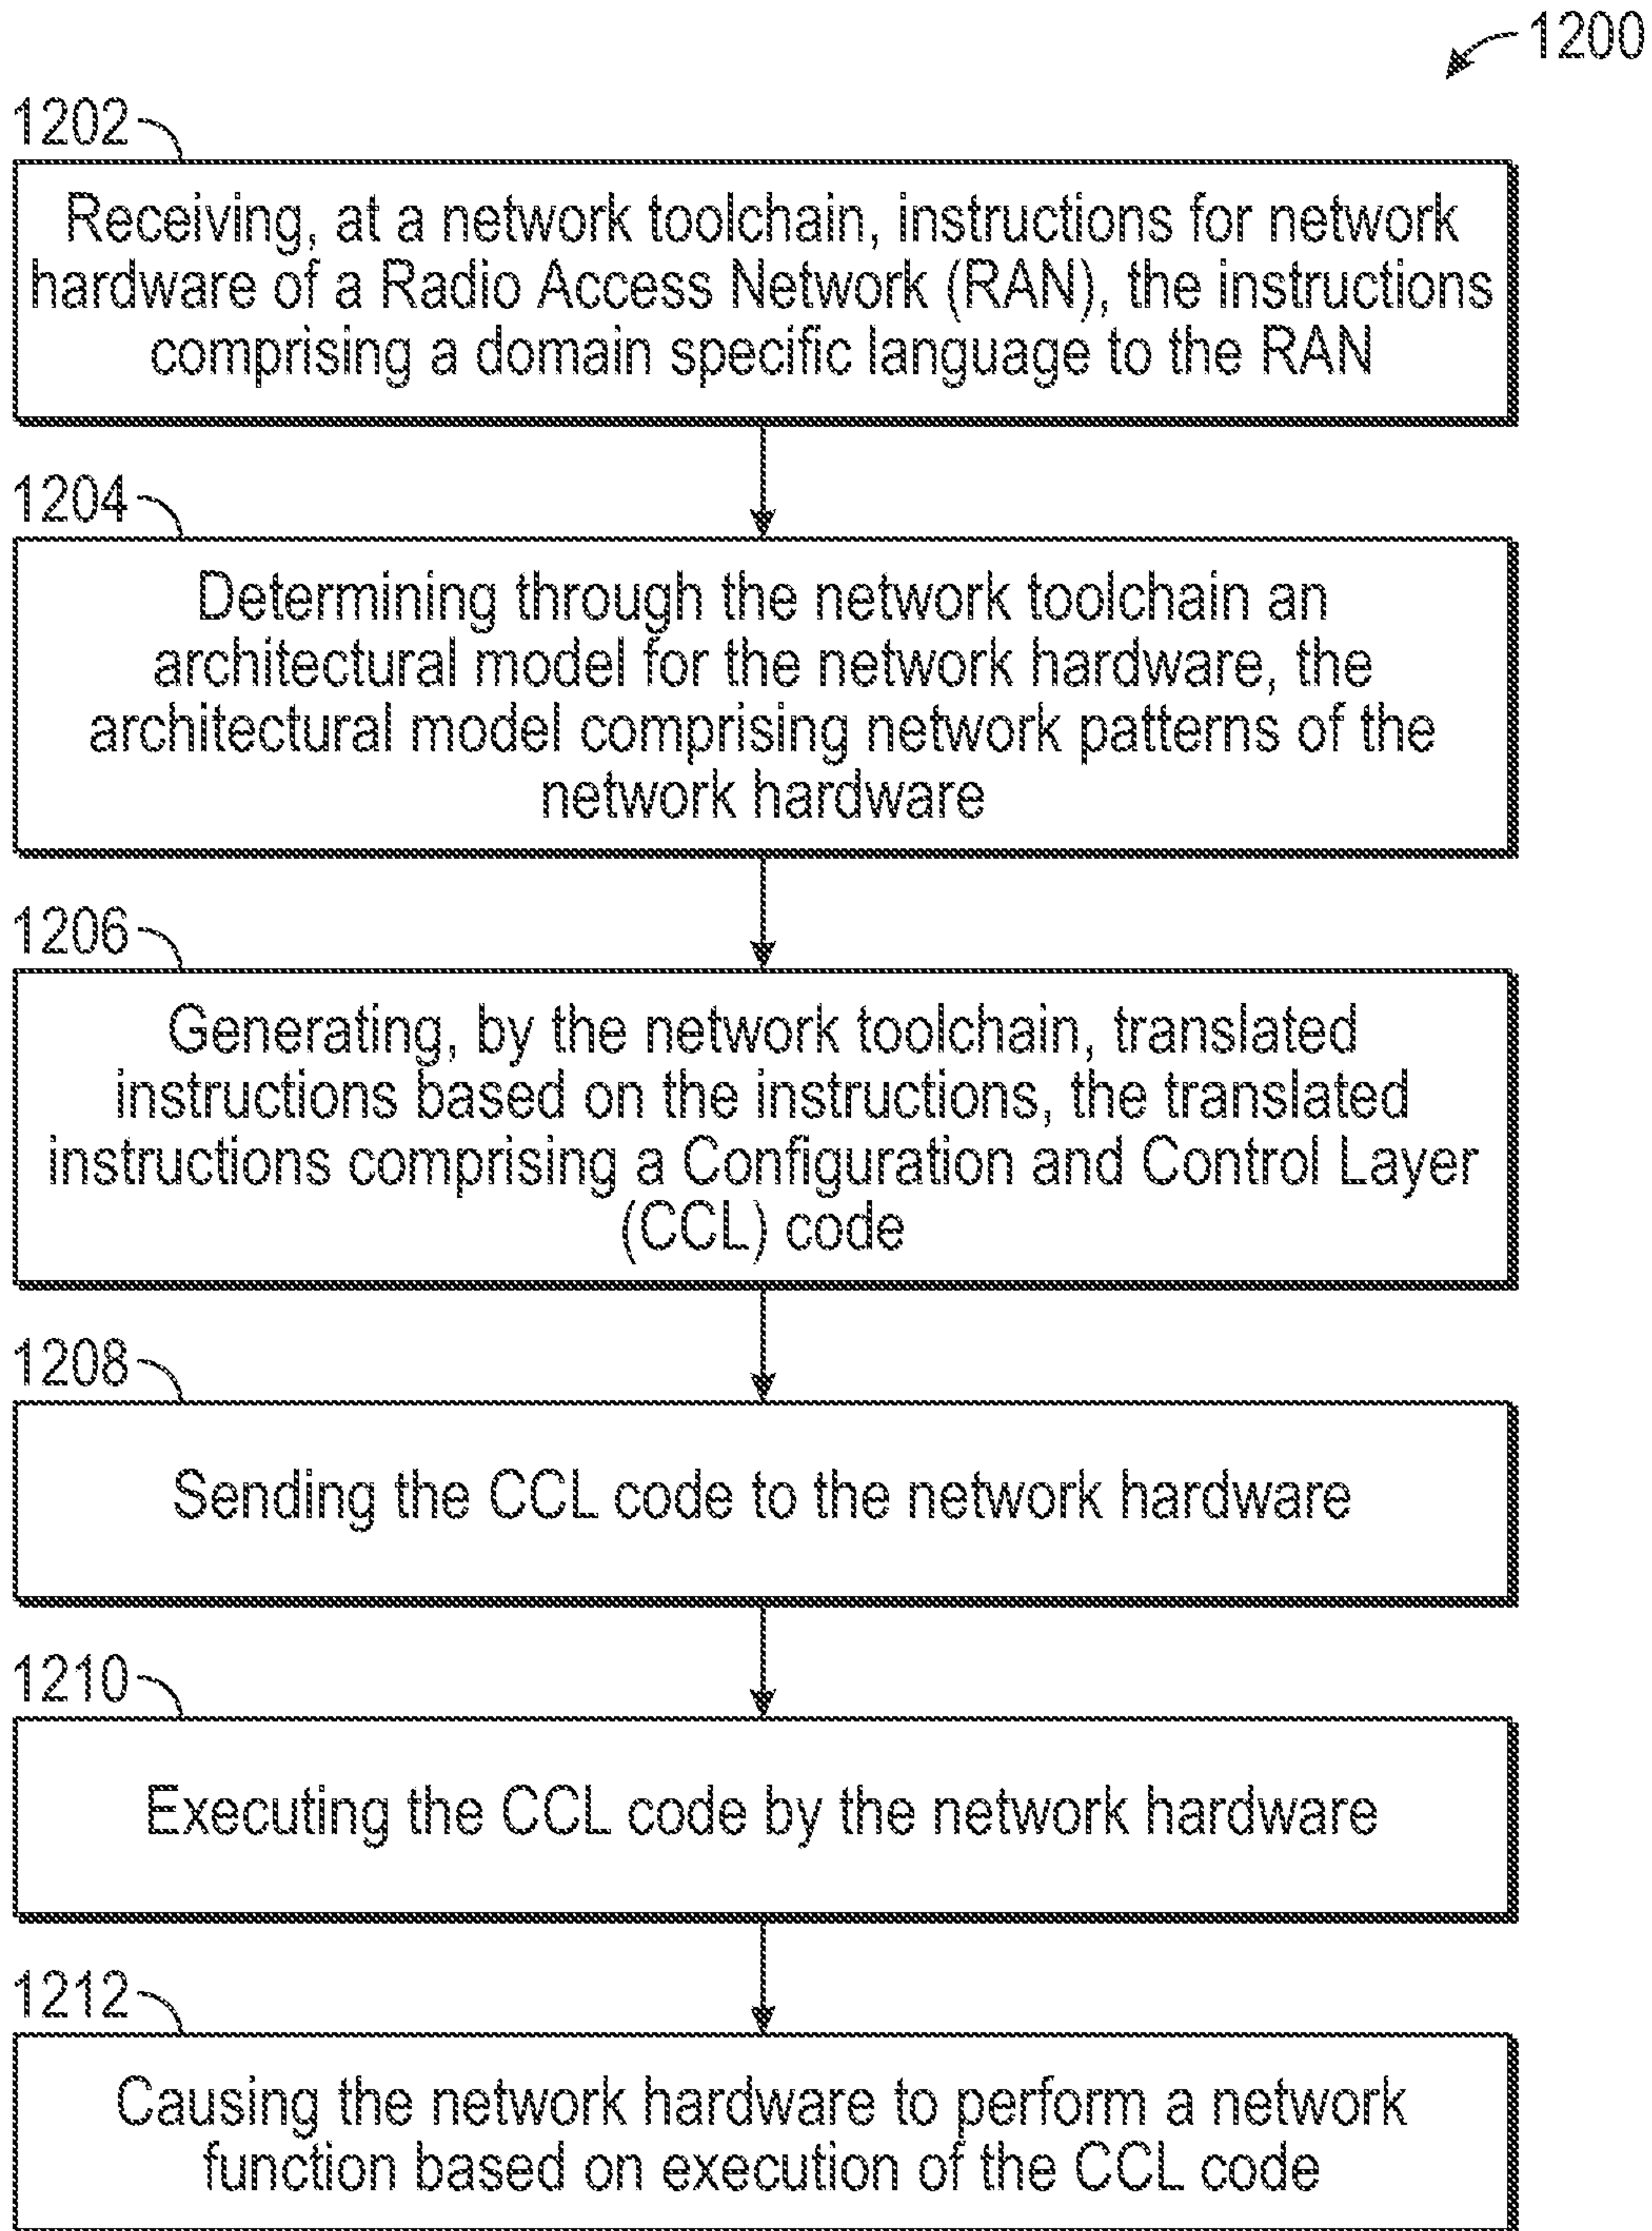 1200
1202
Receiving, at a network toolchain, instructions for network
hardware of a Radio Access Network (RAN), the instructions
comprising a domain specific language to the RAN
1204
Determining through the network toolchain an
architectural model for the network hardware, the
architectural model comprising network patterns of the
network hardware
1206
Generating, by the network toolchain, translated
instructions based on the instructions, the translated
instructions comprising a Configuration and Control Layer
(CCL) code
1208
Sending the CCL code to the network hardware
1210
Executing the CCL code by the network hardware
1212
Causing the network hardware to perform a network
function based on execution of the CCL code